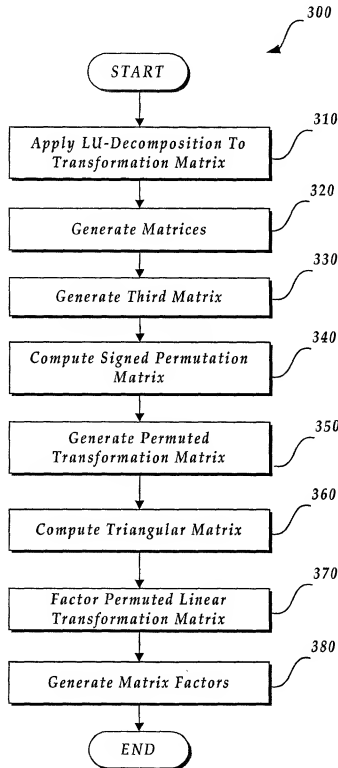 300
START
310
Apply LU-Decomposition To
Transformation Matrix
320
Generate Matrices
330
Generate Third Matrix
340
Compute Signed Permutation
Matrix
350
Generate Permuted
Transformation Matrix
360
Compute Triangular Matrix
370
Factor Permuted Linear
Transformation Matrix
380
Generate Matrix Factors
END